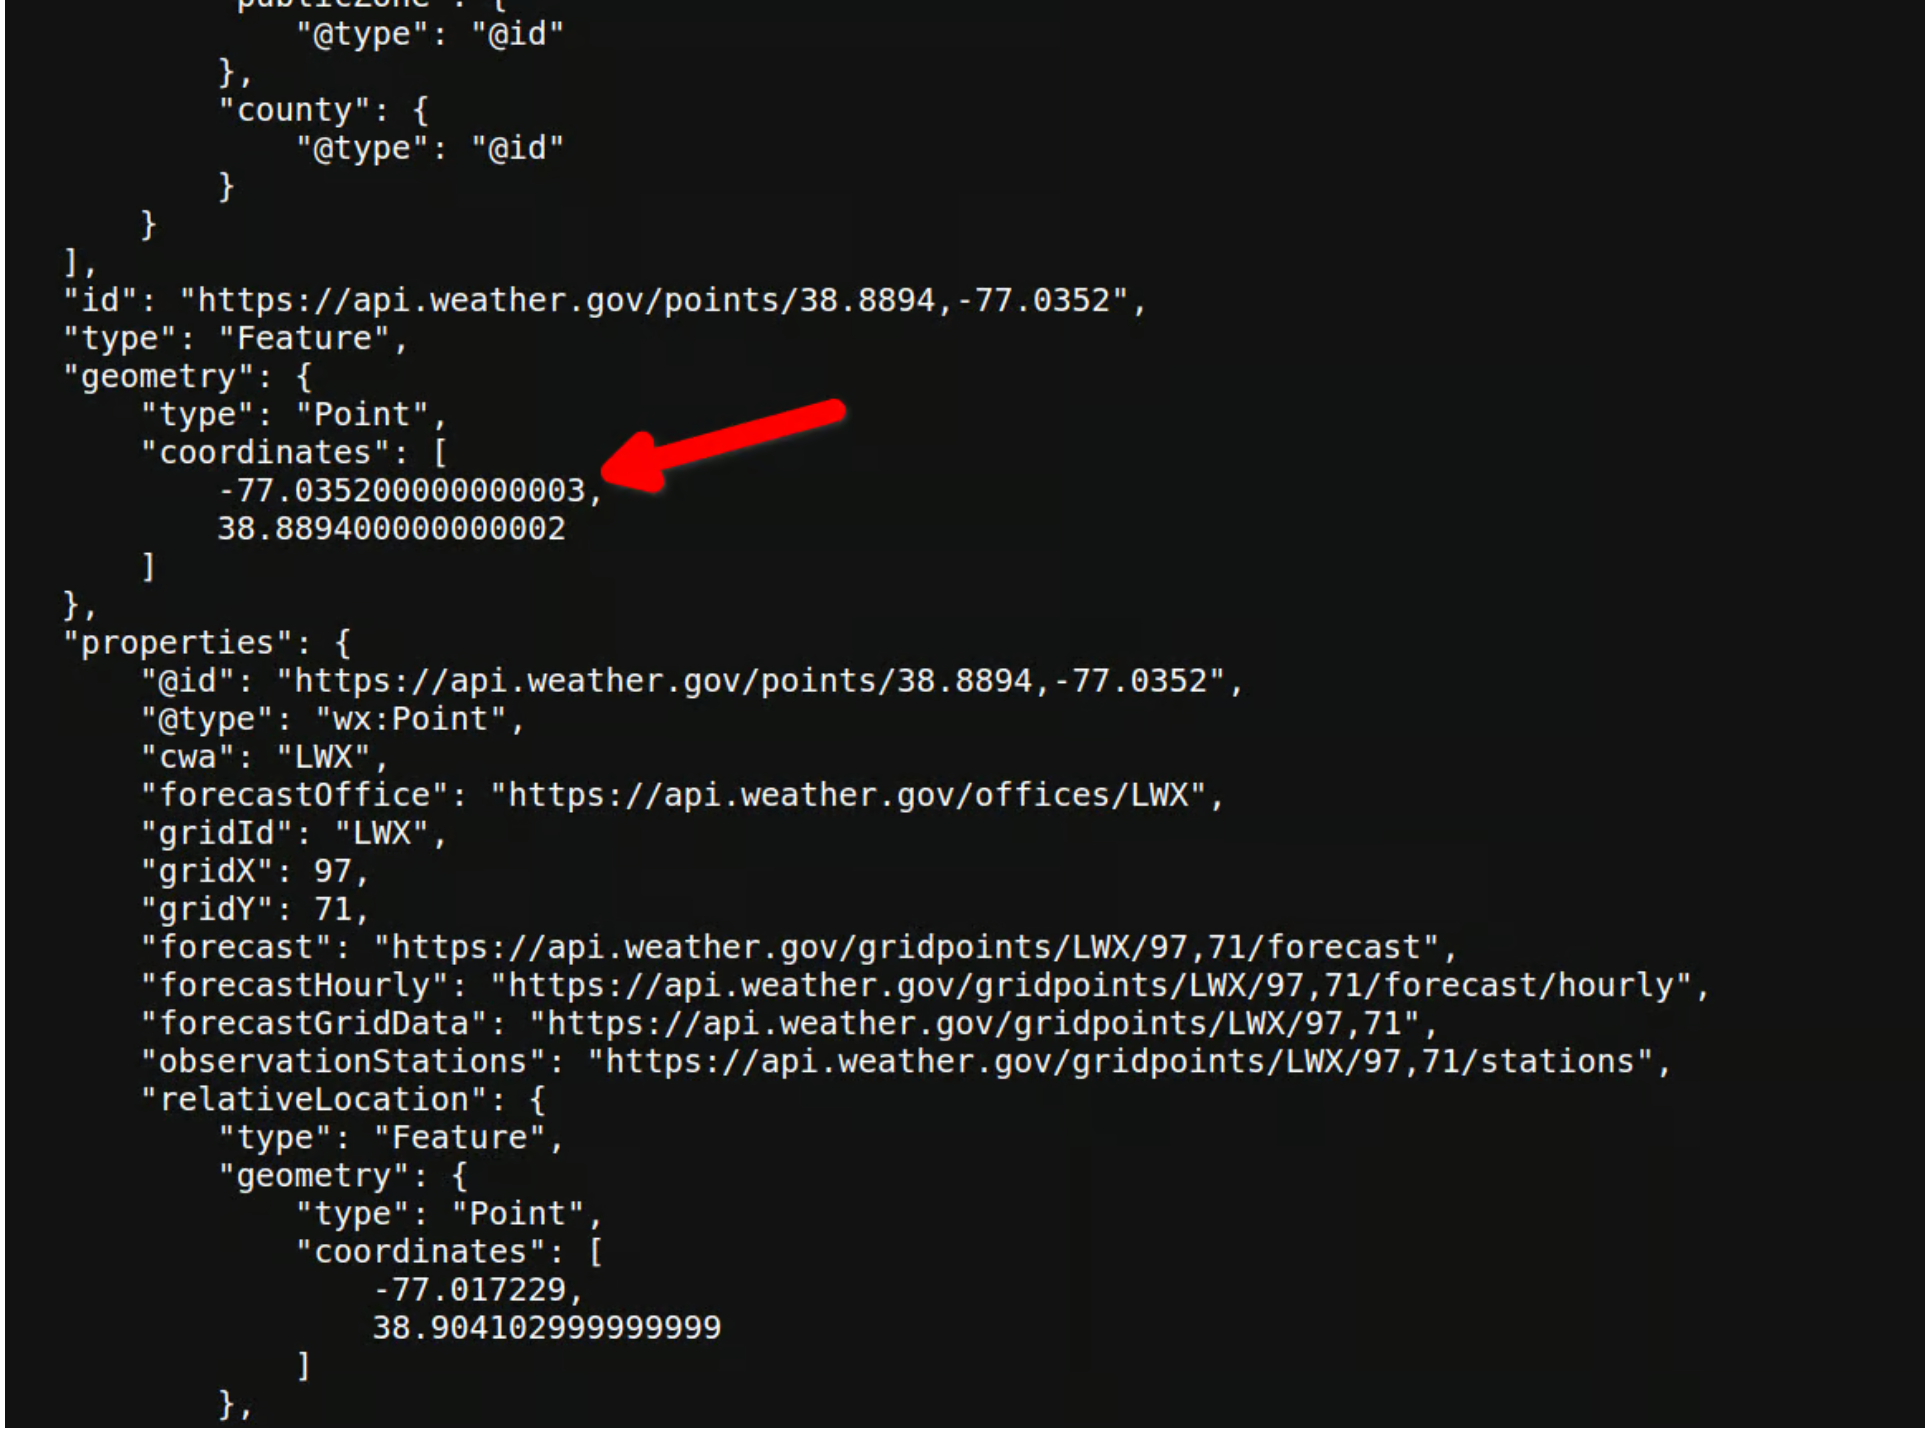 "publicZone": {
"@type": "@id"
},
"county": {
"@type": "@id"
}
}
],
"id": "https://api.weather.gov/points/38.8894,-77.0352",
"type": "Feature",
"geometry": {
"type": "Point",
"coordinates": [
-77.035200000000003,
38.889400000000002
]
},
"properties": {
"@id": "https://api.weather.gov/points/38.8894,-77.0352",
"@type": "wx:Point",
"cwa": "LWX",
"forecastOffice": "https://api.weather.gov/offices/LWX",
"gridId": "LWX",
"gridX": 97,
"gridY": 71,
"forecast": "https://api.weather.gov/gridpoints/LWX/97,71/forecast",
"forecastHourly": "https://api.weather.gov/gridpoints/LWX/97,71/forecast/hourly",
"forecastGridData": "https://api.weather.gov/gridpoints/LWX/97,71",
"observationStations": "https://api.weather.gov/gridpoints/LWX/97,71/stations",
"relativeLocation": {
"type": "Feature",
"geometry": {
"type": "Point",
"coordinates": [
-77.017229,
38.904102999999999
]
},